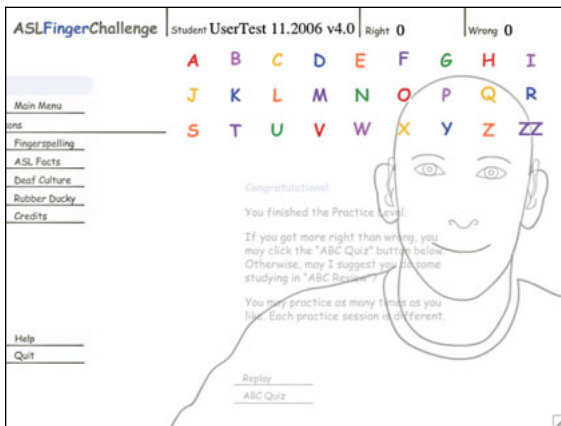 ASLFingerChallenge Student UserTest 11.2006 v4.0 Right 0 Wrong 0
A B C D E F G H I
J K L M N O P Q R
S T U V W X Y Z ZZ
Main Menu
ons
Fingerspelling
ASL Facts
Deaf Culture
Rubber Ducky
Credits
Help
Quit
Congratulations!
You finished the Practice Level.
If you got more right than wrong, you
may click the "ABC Quiz" button below.
Otherwise, may I suggest you do some
studying in "ABC Review"?
You may practice as many times as you
like. Each practice session is different.
Replay
ABC Quiz